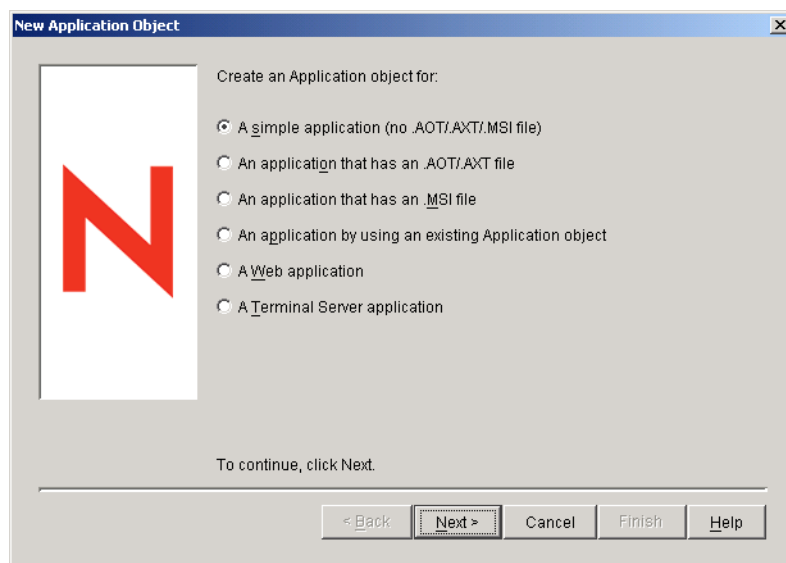 New Application Object
Create an Application object for:
A simple application (no .AOT/.AXT/.MSI file)
An application that has an .AOT/.AXT file
An application that has an .MSI file
An application by using an existing Application object
A Web application
A Terminal Server application
N
To continue, click Next.
< Back Next > Cancel Finish Help